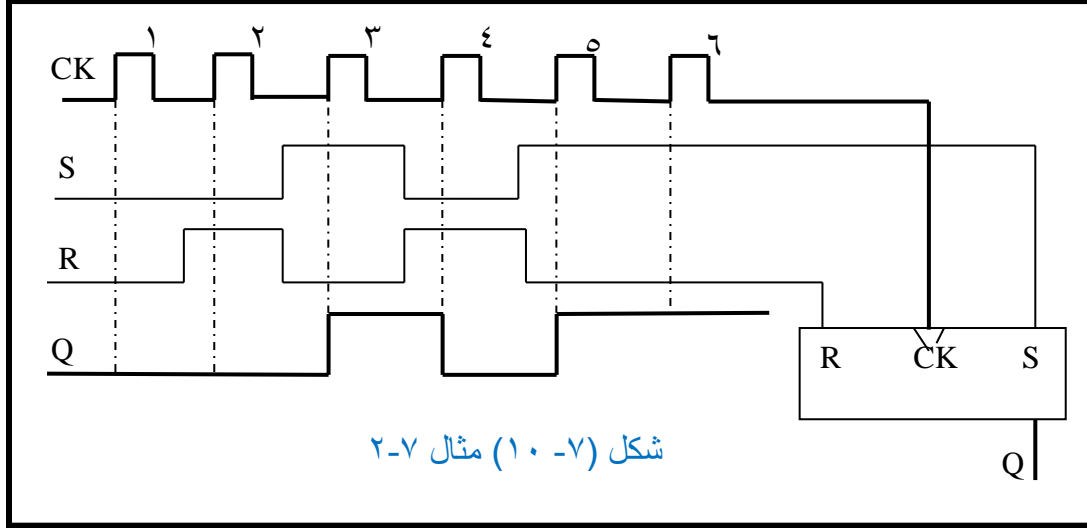 ١ ٢ ٣ ٤ ٥ ٦
CK
S
R
Q
R CK S
شكل (٧- ١٠) مثال ٧-٢
Q